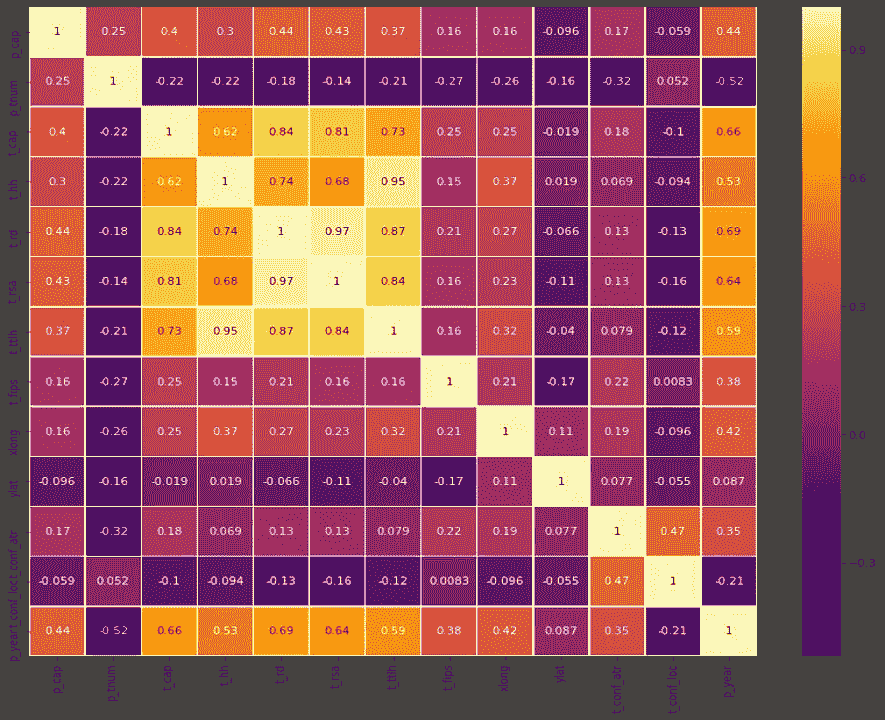 p_cap 1 0.25 0.4 0.3 0.44 0.43 0.37 0.16 0.16 -0.096 0.17 -0.059 0.44
p_tnum 0.25 1 -0.22 -0.22 -0.18 -0.14 -0.21 -0.27 -0.26 -0.16 -0.32 0.052 -0.52
t_cap 0.4 -0.22 1 0.62 0.84 0.81 0.73 0.25 0.25 -0.019 0.18 -0.1 0.66
t_hh 0.3 -0.22 0.62 1 0.74 0.68 0.95 0.15 0.37 0.019 0.069 -0.094 0.53
t_rd 0.44 -0.18 0.84 0.74 1 0.97 0.87 0.21 0.27 -0.066 0.13 -0.13 0.69
t_rsa 0.43 -0.14 0.81 0.68 0.97 1 0.84 0.16 0.23 -0.11 0.13 -0.16 0.64
t_ttlh 0.37 -0.21 0.73 0.95 0.87 0.84 1 0.16 0.32 -0.04 0.079 -0.12 0.59
t_fips 0.16 -0.27 0.25 0.15 0.21 0.16 0.16 1 0.21 -0.17 0.22 0.0083 0.38
xlong 0.16 -0.26 0.25 0.37 0.27 0.23 0.32 0.21 1 0.11 0.19 -0.096 0.42
ylat -0.096 -0.16 -0.019 0.019 -0.066 -0.11 -0.04 -0.17 0.11 1 0.077 -0.055 0.087
t_conf_atr 0.17 -0.32 0.18 0.069 0.13 0.13 0.079 0.22 0.19 0.077 1 0.47 0.35
t_conf_loc -0.059 0.052 -0.1 -0.094 -0.13 -0.16 -0.12 0.0083 -0.096 -0.055 0.47 1 -0.21
p_year 0.44 -0.52 0.66 0.53 0.69 0.64 0.59 0.38 0.42 0.087 0.35 -0.21 1
p_cap p_tnum t_cap t_hh t_rd t_rsa t_ttlh t_fips xlong ylat t_conf_atr t_conf_loc p_year
0.9
0.6
0.3
0.0
-0.3